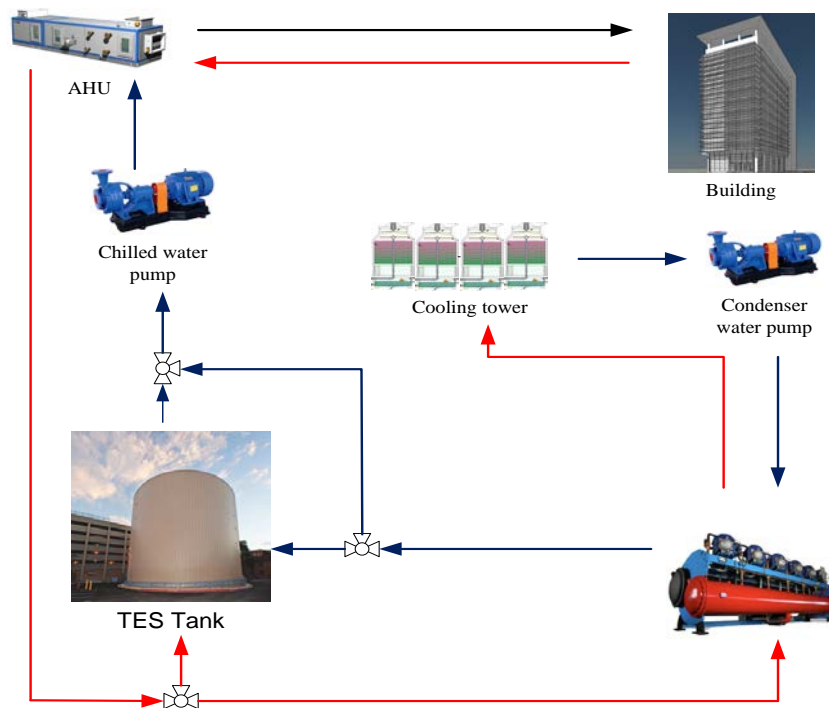 AHU
Building
Chilled water
pump
Cooling tower
Condenser
water pump
TES Tank